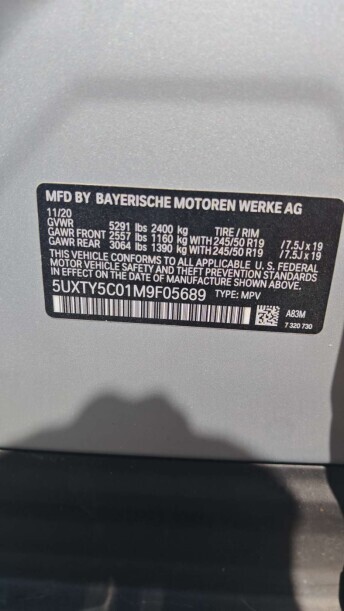 MFD BY BAYERISCHE MOTOREN WERKE AG
11/20
GVWR 5291 lbs 2400 kg TIRE / RIM
GAWR FRONT 2557 lbs 1160 kg WITH 245/50 R19 / 7.5J x 19
GAWR REAR 3064 lbs 1390 kg WITH 245/50 R19 / 7.5J x 19
THIS VEHICLE CONFORMS TO ALL APPLICABLE U. S. FEDERAL
MOTOR VEHICLE SAFETY AND THEFT PREVENTION STANDARDS
IN EFFECT ON THE DATE OF MANUFACTURE SHOWN ABOVE.
5UXTY5C01M9F05689 TYPE: MPV
A83M
7 320 730